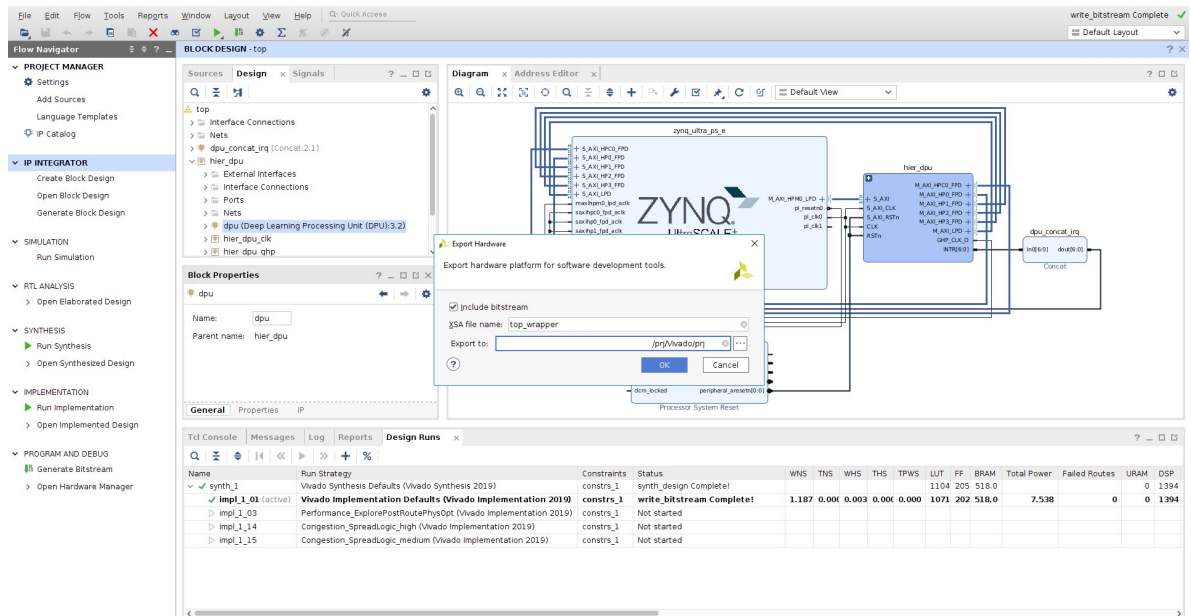 File Edit Flow Tools Reports Window Layout View Help Q- Quick Access
write_bitstream Complete
Default Layout
Flow Navigator
PROJECT MANAGER
Settings
Add Sources
Language Templates
IP Catalog
IP INTEGRATOR
Create Block Design
Open Block Design
Generate Block Design
SIMULATION
Run Simulation
RTL ANALYSIS
Open Elaborated Design
SYNTHESIS
Run Synthesis
Open Synthesized Design
IMPLEMENTATION
Run Implementation
Open Implemented Design
PROGRAM AND DEBUG
Generate Bitstream
Open Hardware Manager
BLOCK DESIGN - top
Sources Design Signals
top
Interface Connections
Nets
dpu_concat_irq (Concat:2.1)
hier_dpu
External Interfaces
Interface Connections
Ports
Nets
dpu (Deep Learning Processing Unit (DPU):3.2)
hier_dpu_clk
hier_dpu_ghp
Block Properties
dpu
Name: dpu
Parent name: hier_dpu
General Properties IP
Diagram Address Editor
Default View
zynq_ultra_ps_e
S_AXI_HPC0_FPD
S_AXI_HP0_FPD
S_AXI_HP1_FPD
S_AXI_HP2_FPD
S_AXI_HP3_FPD
S_AXI_LPD
maxihpm0_lpd_aclk
saxihpc0_fpd_aclk
saxihp0_fpd_aclk
saxihp1_fpd_aclk
ZYNQ
UltraSCALE+
M_AXI_HPM0_LPD
pl_resetn0
pl_clk0
pl_clk1
hier_dpu
S_AXI
S_AXI_CLK
S_AXI_RSTn
CLK
RSTn
M_AXI_HPC0_FPD
M_AXI_HP0_FPD
M_AXI_HP1_FPD
M_AXI_HP2_FPD
M_AXI_HP3_FPD
M_AXI_LPD
GHP_CLK_O
INTR[6:0]
dpu_concat_irq
In0[6:0] dout[6:0]
Concat
dcm_locked peripheral_aresetn[0:0]
Processor System Reset
Export Hardware
Export hardware platform for software development tools.
Include bitstream
XSA file name: top_wrapper
Export to: /prj/Vivado/prj
OK Cancel
Tcl Console Messages Log Reports Design Runs
Name Run Strategy Constraints Status WNS TNS WHS THS TPWS LUT FF BRAM Total Power Failed Routes URAM DSP
synth_1 Vivado Synthesis Defaults (Vivado Synthesis 2019) constrs_1 synth_design Complete! 1104 205 518.0 0 1394
impl_1_01 (active) Vivado Implementation Defaults (Vivado Implementation 2019) constrs_1 write_bitstream Complete! 1.187 0.000 0.003 0.000 0.000 1071 202 518.0 7.538 0 0 1394
impl_1_03 Performance_ExplorePostRoutePhysOpt (Vivado Implementation 2019) constrs_1 Not started
impl_1_14 Congestion_SpreadLogic_high (Vivado Implementation 2019) constrs_1 Not started
impl_1_15 Congestion_SpreadLogic_medium (Vivado Implementation 2019) constrs_1 Not started